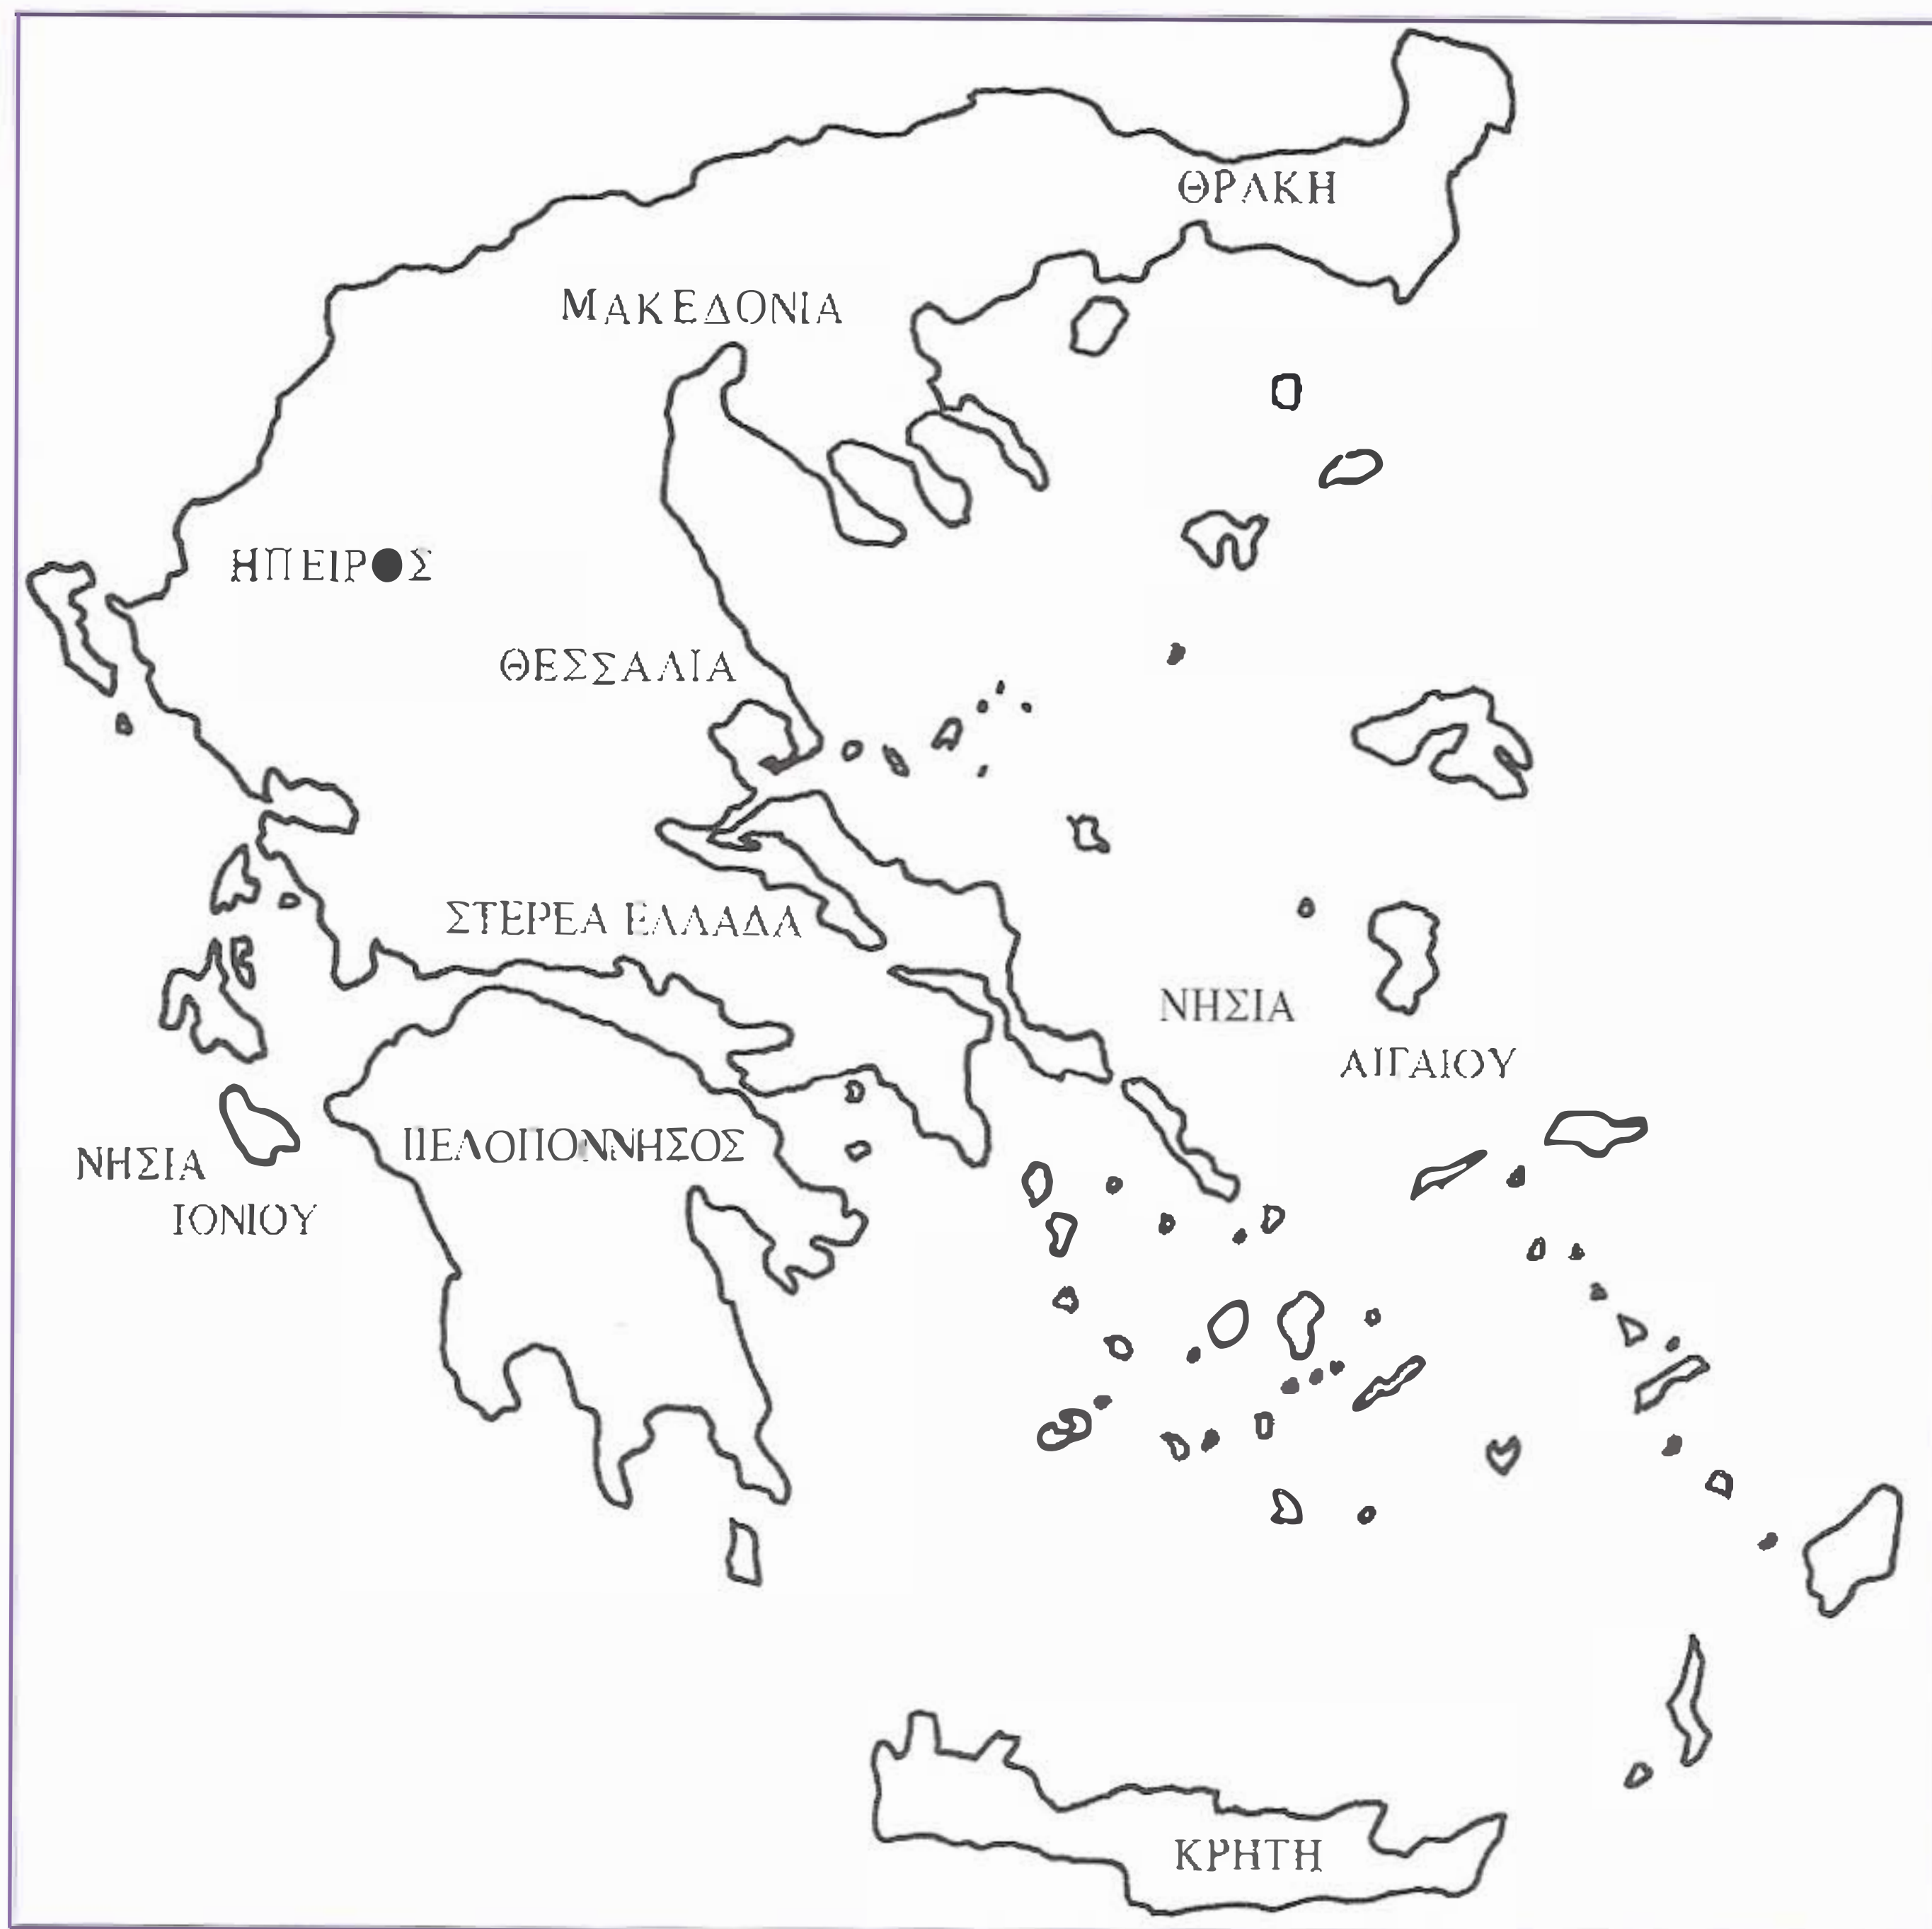 ΘΡΑΚΗ
ΜΑΚΕΔΟΝΙΑ
ΗΠΕΙΡΟΣ
ΘΕΣΣΑΛΙΑ
ΣΤΕΡΕΑ ΕΛΛΑΔΑ
ΝΗΣΙΑ
ΑΙΓΑΙΟΥ
ΠΕΛΟΠΟΝΝΗΣΟΣ
ΝΗΣΙΑ
ΙΟΝΙΟΥ
ΚΡΗΤΗ